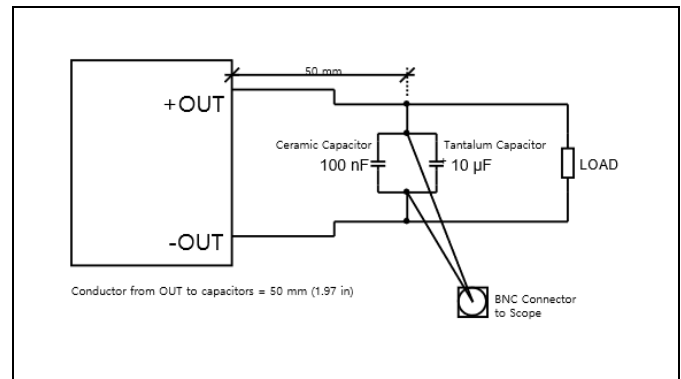 50 mm
+OUT
Ceramic Capacitor
100 nF
Tantalum Capacitor
+
10 µF
LOAD
-OUT
Conductor from OUT to capacitors = 50 mm (1.97 in)
BNC Connector
to Scope